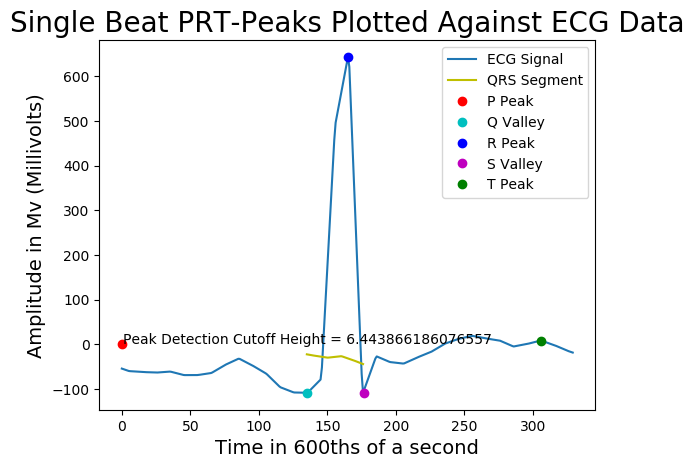 Single Beat PRT-Peaks Plotted Against ECG Data
Amplitude in Mv (Millivolts)
600
500
400
300
200
100
0
−100
ECG Signal
QRS Segment
P Peak
Q Valley
R Peak
S Valley
T Peak
Peak Detection Cutoff Height = 6.443866186076557
0 50 100 150 200 250 300
Time in 600ths of a second